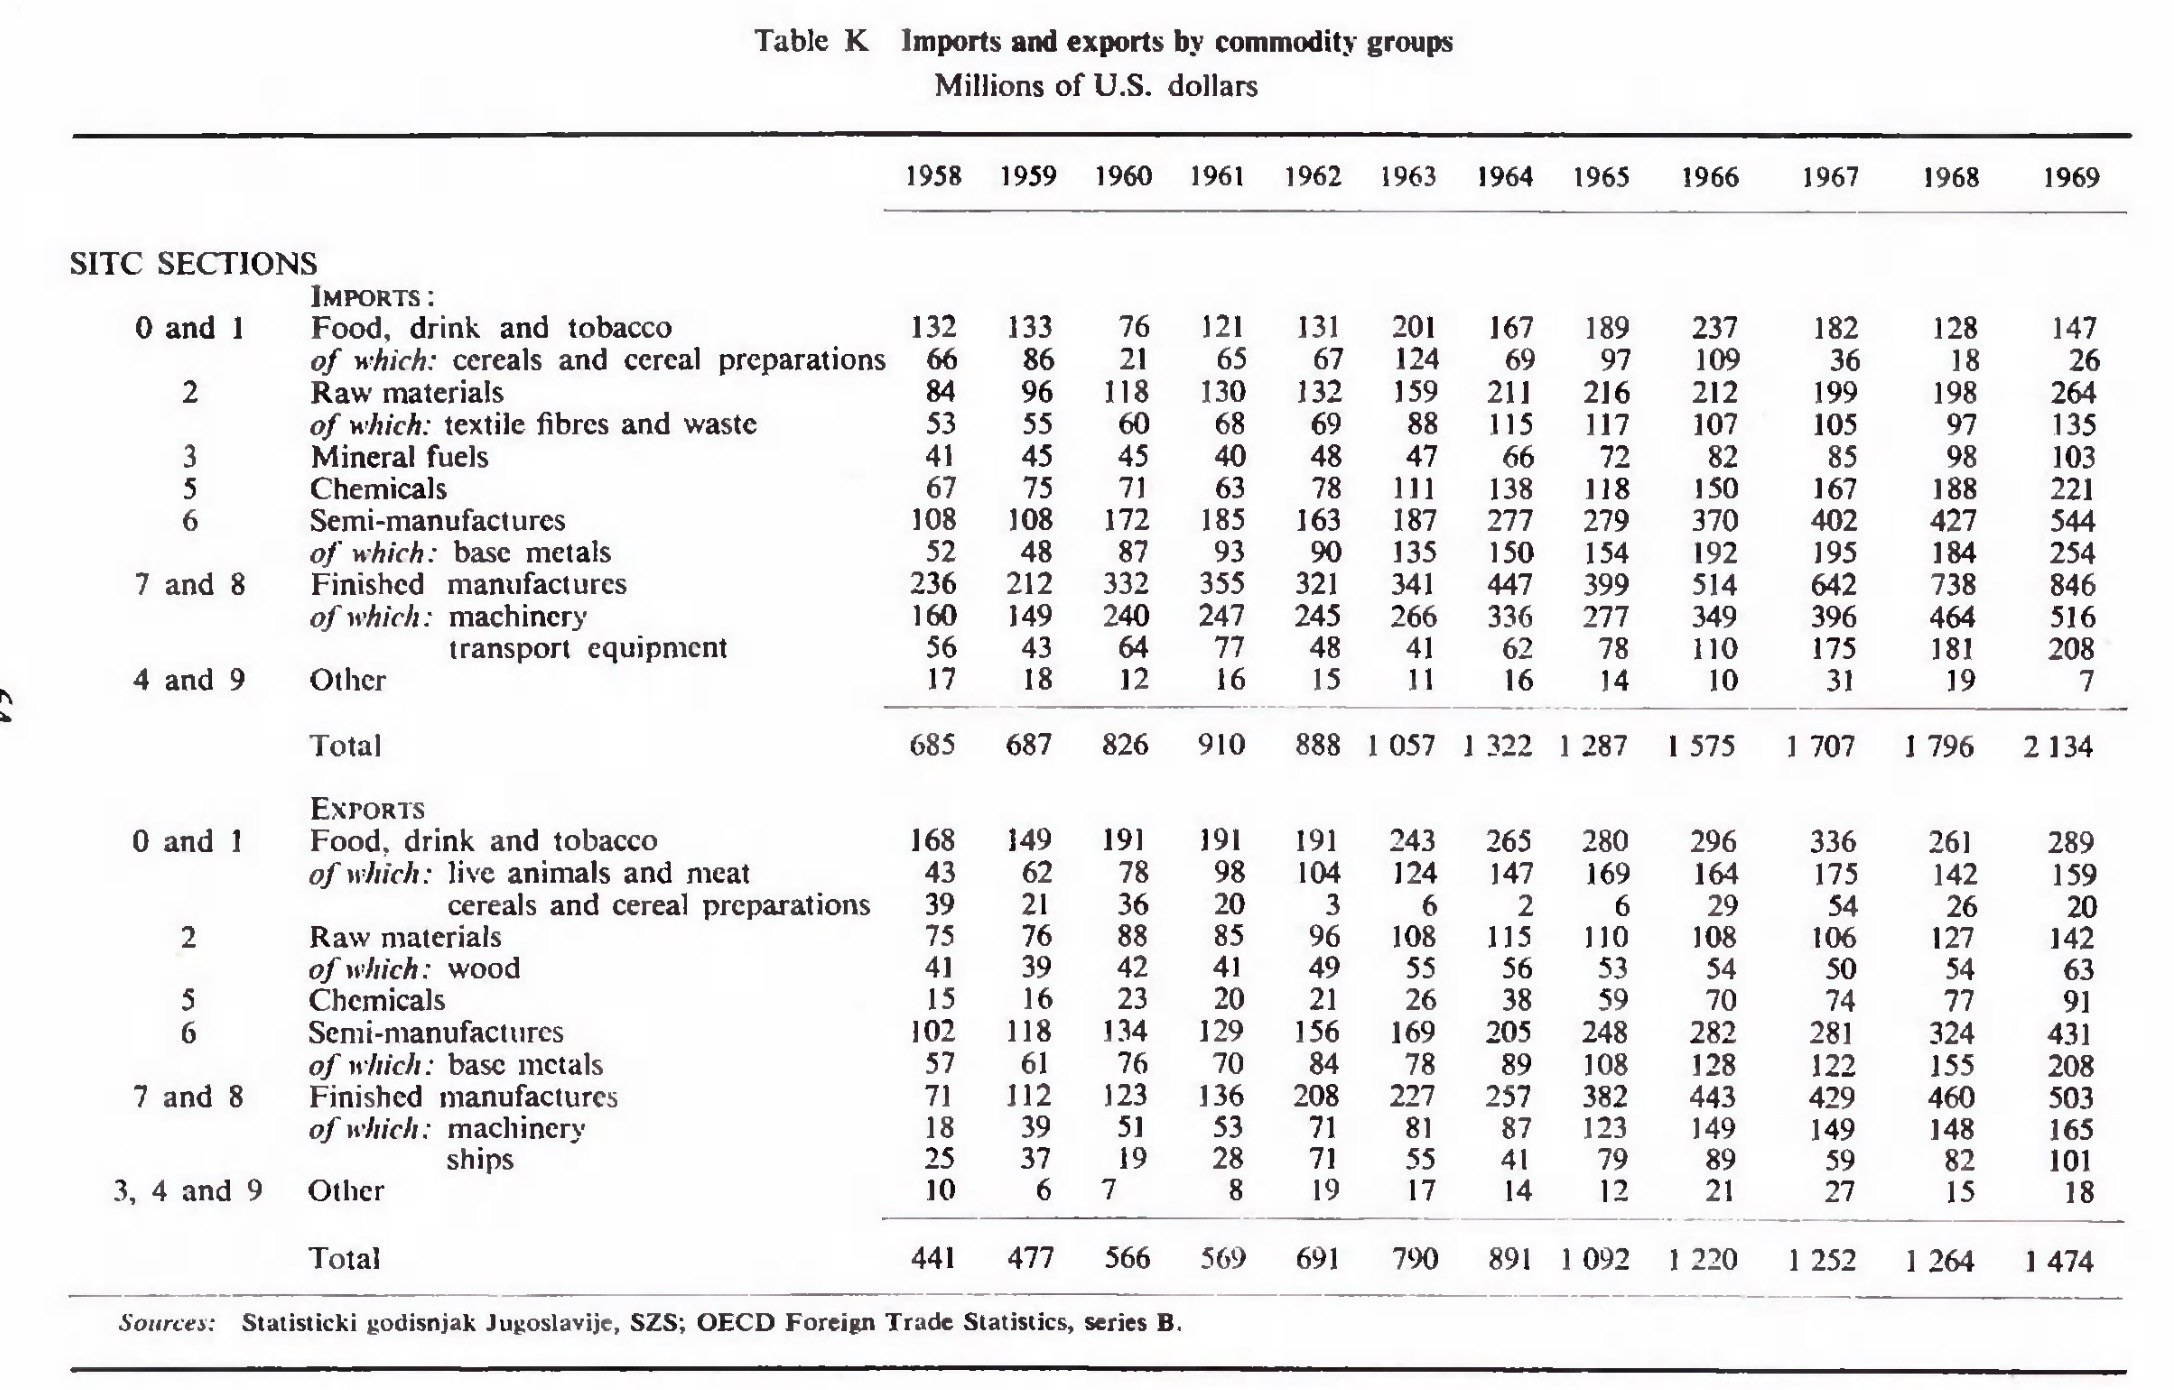 Table K Imports and exports by commodity groups
Millions of U.S. dollars
1958 1959 1960 1961 1962 1963 1964 1965 1966 1967 1968 1969
SITC SECTIONS
IMPORTS:
0 and 1 Food, drink and tobacco 132 133 76 121 131 201 167 189 237 182 128 147
of which: cereals and cereal preparations 66 86 21 65 67 124 69 97 109 36 18 26
2 Raw materials 84 96 118 130 132 159 211 216 212 199 198 264
of which: textile fibres and waste 53 55 60 68 69 88 115 117 107 105 97 135
3 Mineral fuels 41 45 45 40 48 47 66 72 82 85 98 103
5 Chemicals 67 75 71 63 78 111 138 118 150 167 188 221
6 Semi-manufactures 108 108 172 185 163 187 277 279 370 402 427 544
of which: base metals 52 48 87 93 90 135 150 154 192 195 184 254
7 and 8 Finished manufactures 236 212 332 355 321 341 447 399 514 642 738 846
of which: machinery 160 149 240 247 245 266 336 277 349 396 464 516
transport equipment 56 43 64 77 48 41 62 78 110 175 181 208
4 and 9 Other 17 18 12 16 15 11 16 14 10 31 19 7
Total 685 687 826 910 888 1 057 1 322 1 287 1 575 1 707 1 796 2 134
EXPORTS
0 and 1 Food, drink and tobacco 168 149 191 191 191 243 265 280 296 336 261 289
of which: live animals and meat 43 62 78 98 104 124 147 169 164 175 142 159
cereals and cereal preparations 39 21 36 20 3 6 2 6 29 54 26 20
2 Raw materials 75 76 88 85 96 108 115 110 108 106 127 142
of which: wood 41 39 42 41 49 55 56 53 54 50 54 63
5 Chemicals 15 16 23 20 21 26 38 59 70 74 77 91
6 Semi-manufactures 102 118 134 129 156 169 205 248 282 281 324 431
of which: base metals 57 61 76 70 84 78 89 108 128 122 155 208
7 and 8 Finished manufactures 71 112 123 136 208 227 257 382 443 429 460 503
of which: machinery 18 39 51 53 71 81 87 123 149 149 148 165
ships 25 37 19 28 71 55 41 79 89 59 82 101
3, 4 and 9 Other 10 6 7 8 19 17 14 12 21 27 15 18
Total 441 477 566 569 691 790 891 1 092 1 220 1 252 1 264 1 474
Sources: Statisticki godisnjak Jugoslavije, SZS; OECD Foreign Trade Statistics, series B.